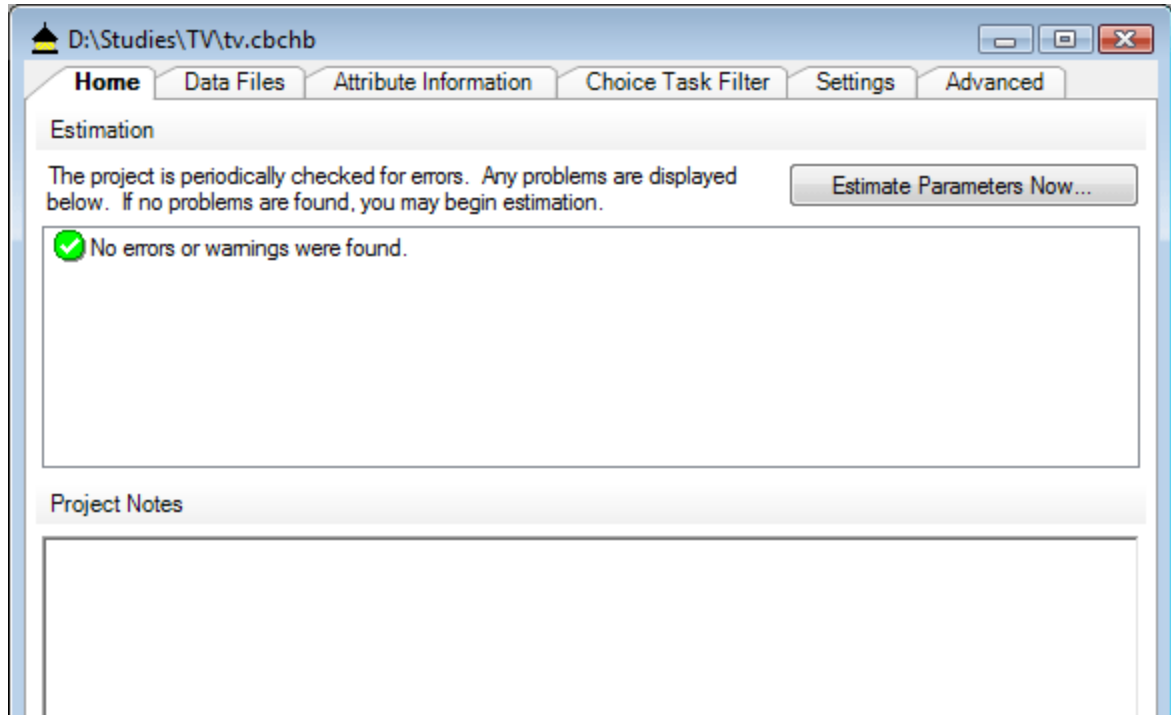 D:\Studies\TV\tv.cbchb
Home Data Files Attribute Information Choice Task Filter Settings Advanced
Estimation
The project is periodically checked for errors.  Any problems are displayed
below.  If no problems are found, you may begin estimation.
Estimate Parameters Now...
No errors or warnings were found.
Project Notes